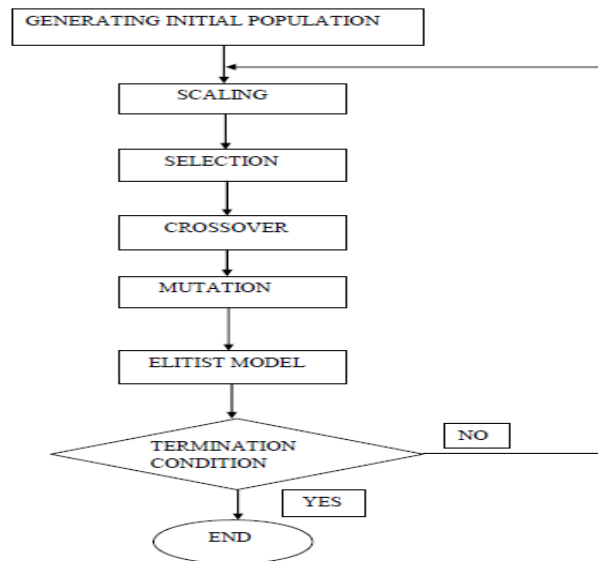 GENERATING INITIAL POPULATION
SCALING
SELECTION
CROSSOVER
MUTATION
ELITIST MODEL
TERMINATION
CONDITION
NO
YES
END